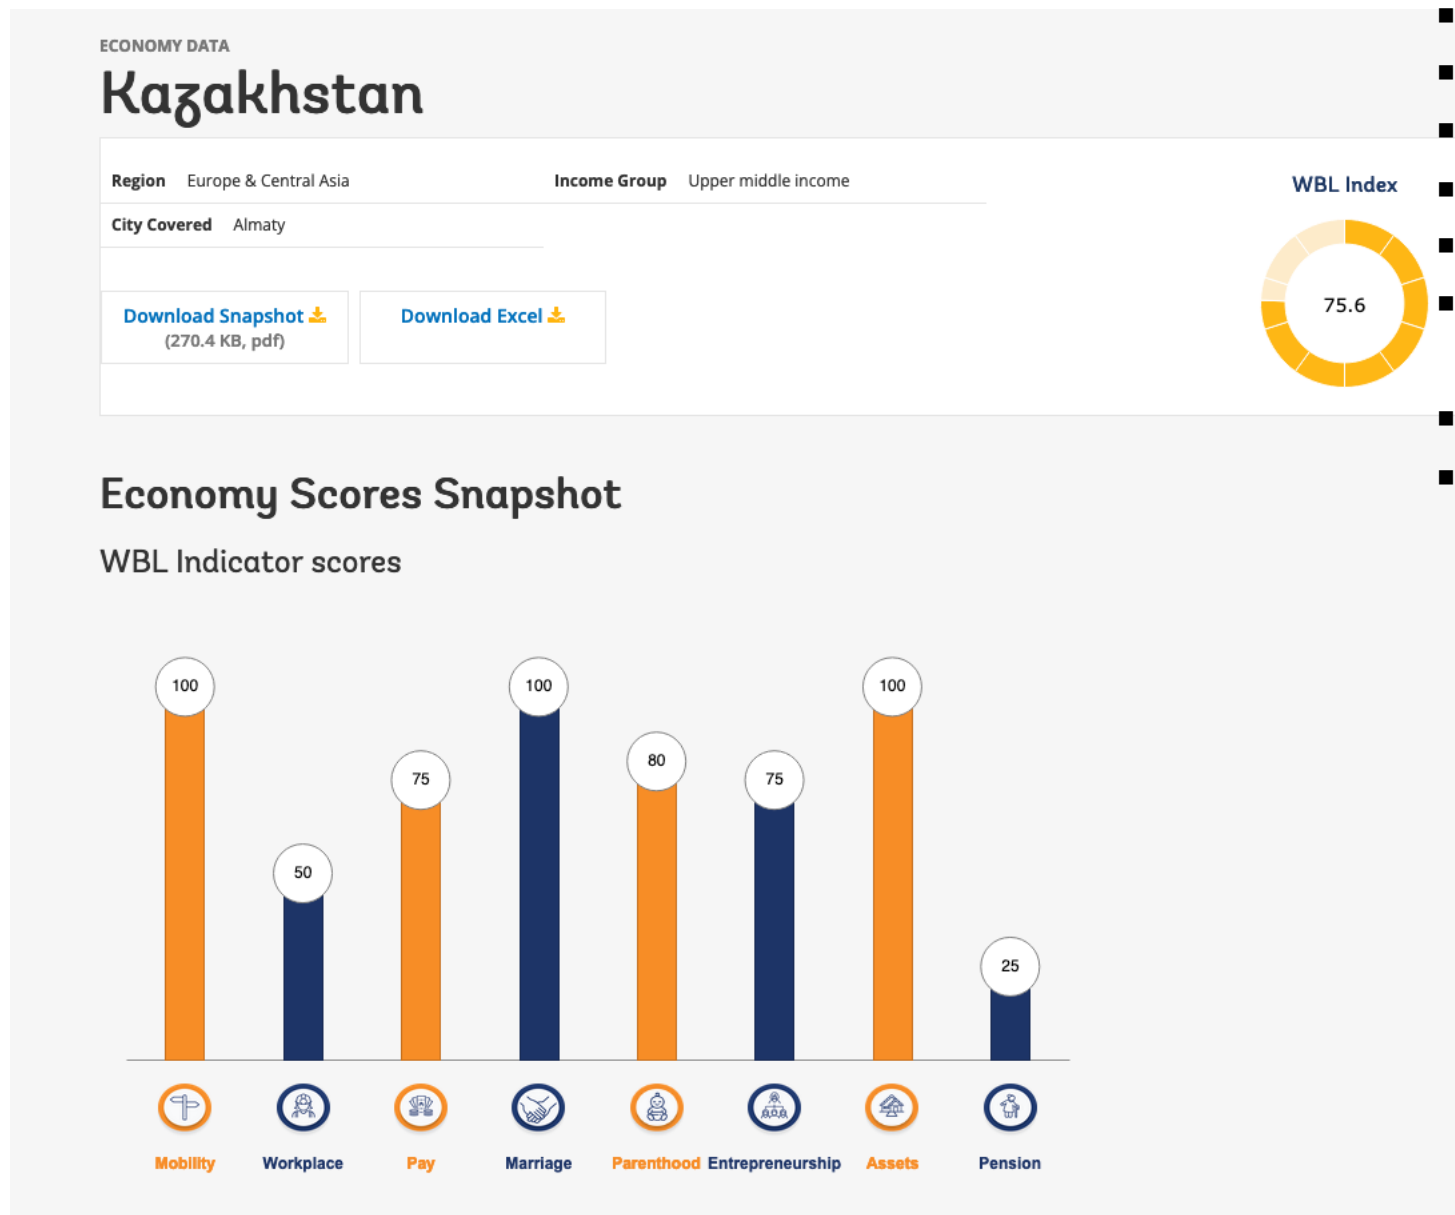 ECONOMY DATA
Kazakhstan
Region Europe & Central Asia Income Group Upper middle income WBL Index
City Covered Almaty
75.6
Download Snapshot Download Excel
(270.4 KB, pdf)
Economy Scores Snapshot
WBL Indicator scores
100 100 100
80
75 75
50
25
Mobility Workplace Pay Marriage Parenthood Entrepreneurship Assets Pension